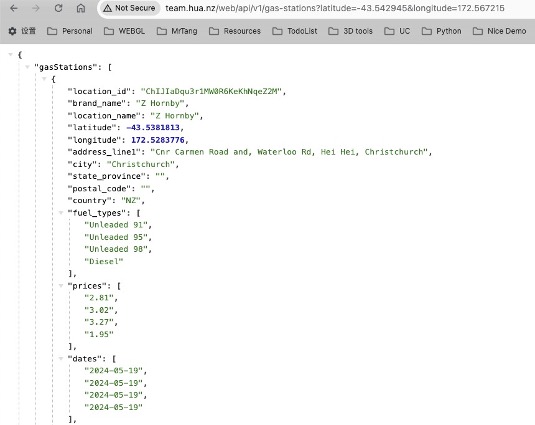 Not Secure team.hua.nz/web/api/v1/gas-stations?latitude=-43.542945&longitude=172.567215
设置 Personal WEBGL MrTang Resources TodoList 3D tools UC Python Nice Demo
{
"gasStations": [
{
"location_id": "ChIJIaDqu3r1MW0R6KeKhNqeZ2M",
"brand_name": "Z Hornby",
"location_name": "Z Hornby",
"latitude": -43.5381813,
"longitude": 172.5283776,
"address_line1": "Cnr Carmen Road and, Waterloo Rd, Hei Hei, Christchurch",
"city": "Christchurch",
"state_province": "",
"postal_code": "",
"country": "NZ",
"fuel_types": [
"Unleaded 91",
"Unleaded 95",
"Unleaded 98",
"Diesel"
],
"prices": [
"2.81",
"3.02",
"3.27",
"1.95"
],
"dates": [
"2024-05-19",
"2024-05-19",
"2024-05-19",
"2024-05-19"
],